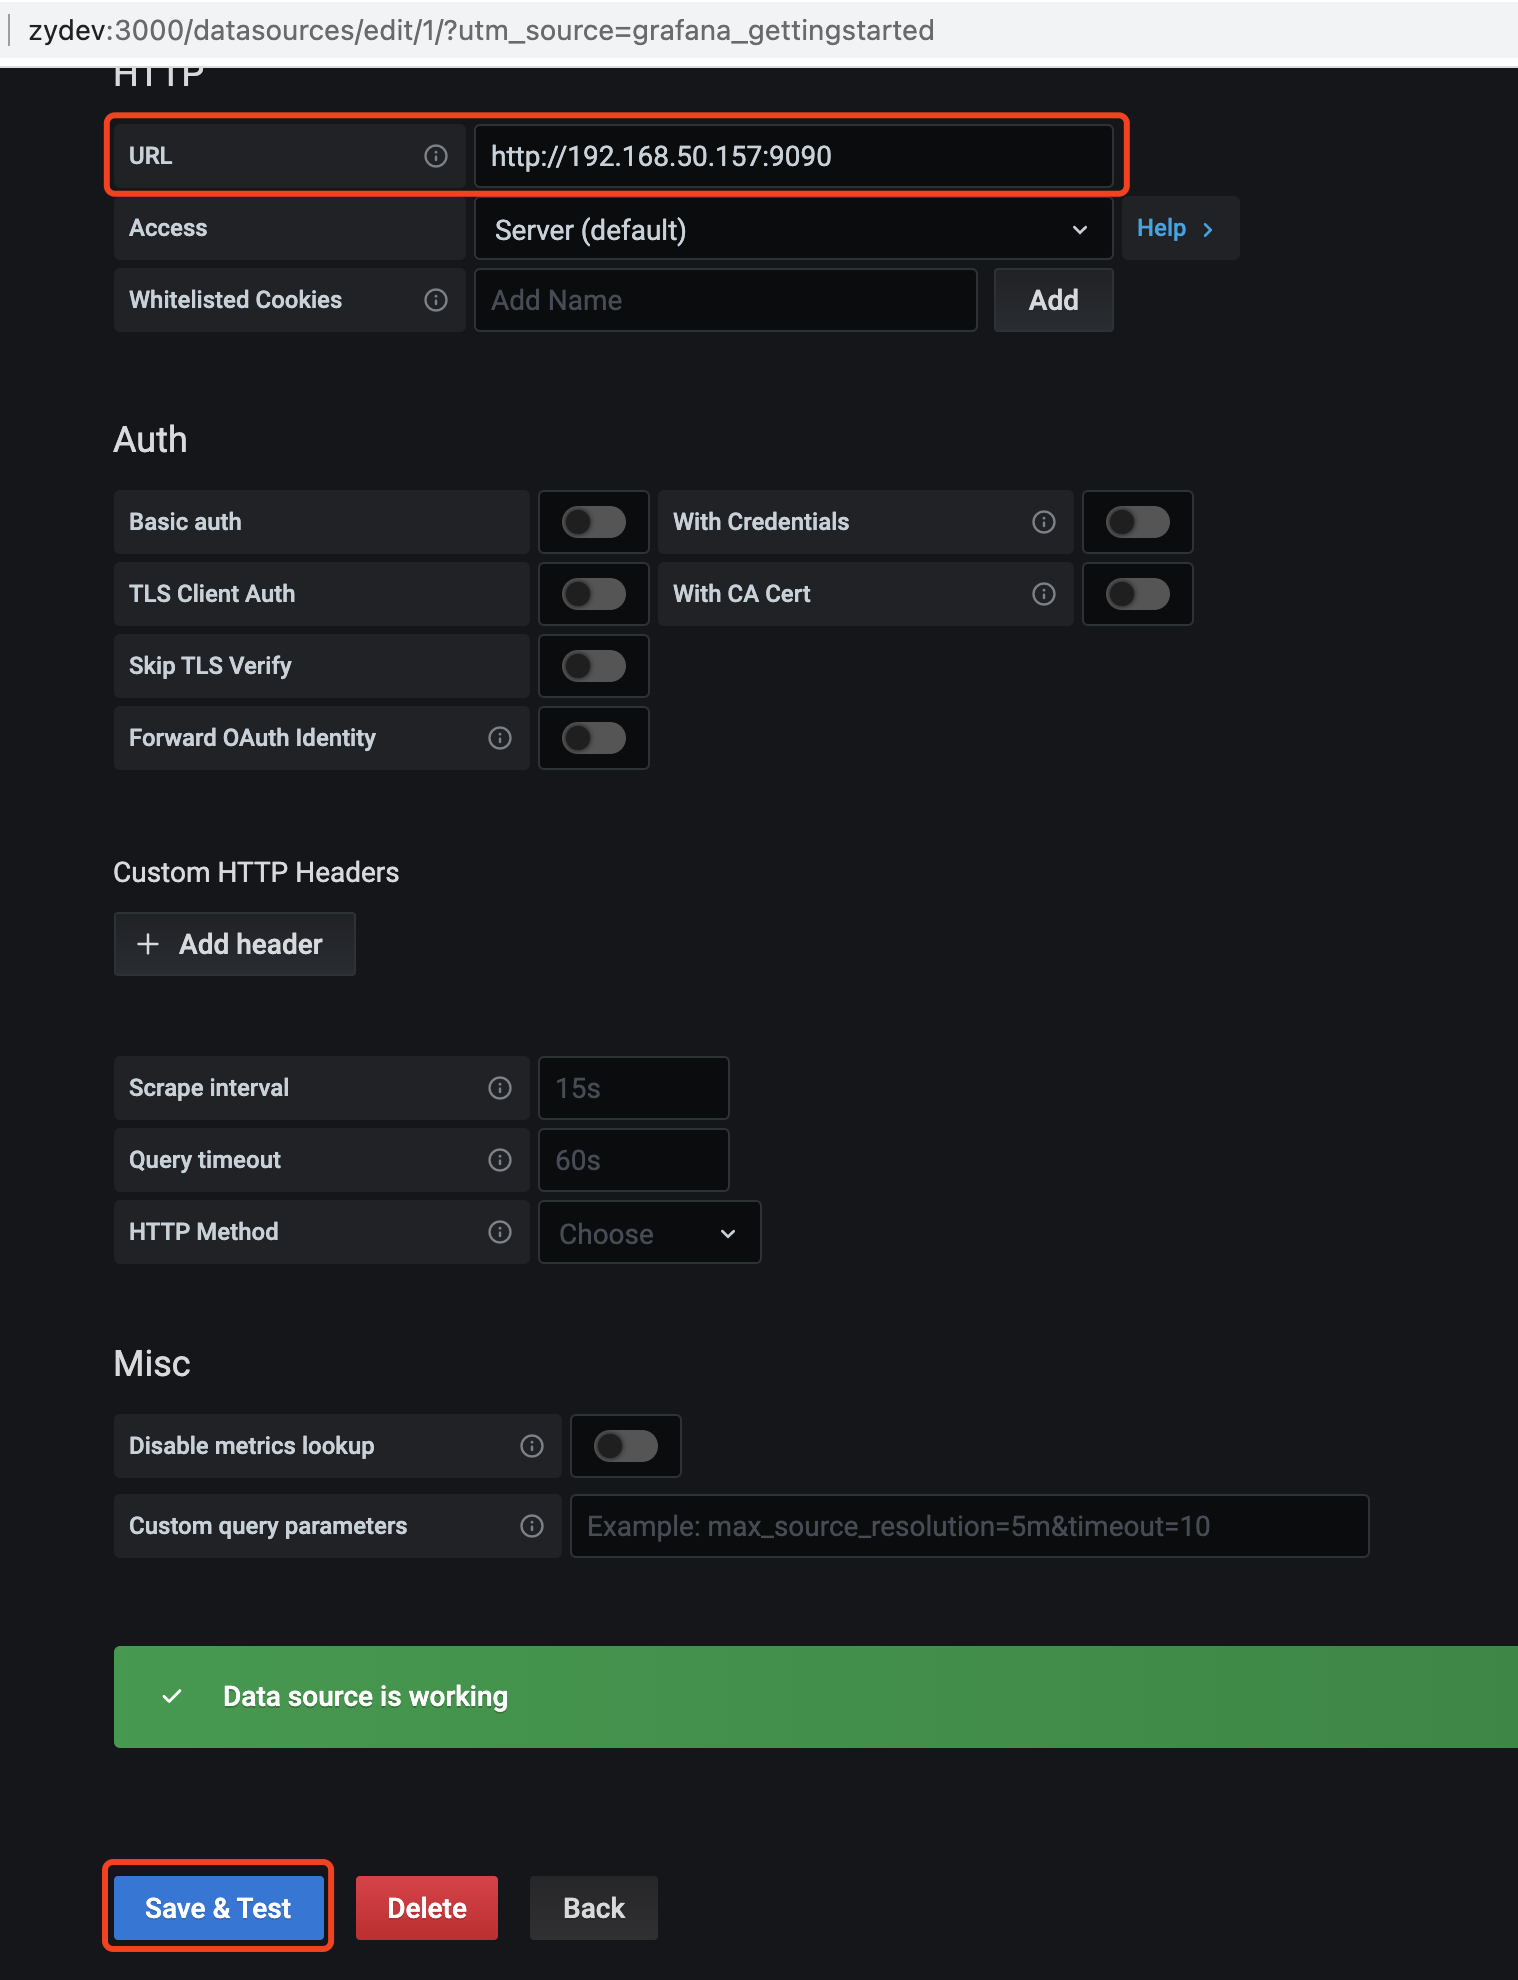 zydev:3000/datasources/edit/1/?utm_source=grafana_gettingstarted
HTTP
URL
http://192.168.50.157:9090
Access
Server (default)
Help
Whitelisted Cookies
Add Name
Add
Auth
Basic auth
With Credentials
TLS Client Auth
With CA Cert
Skip TLS Verify
Forward OAuth Identity
Custom HTTP Headers
Add header
Scrape interval
15s
Query timeout
60s
HTTP Method
Choose
Misc
Disable metrics lookup
Custom query parameters
Example: max_source_resolution=5m&timeout=10
Data source is working
Save & Test
Delete
Back